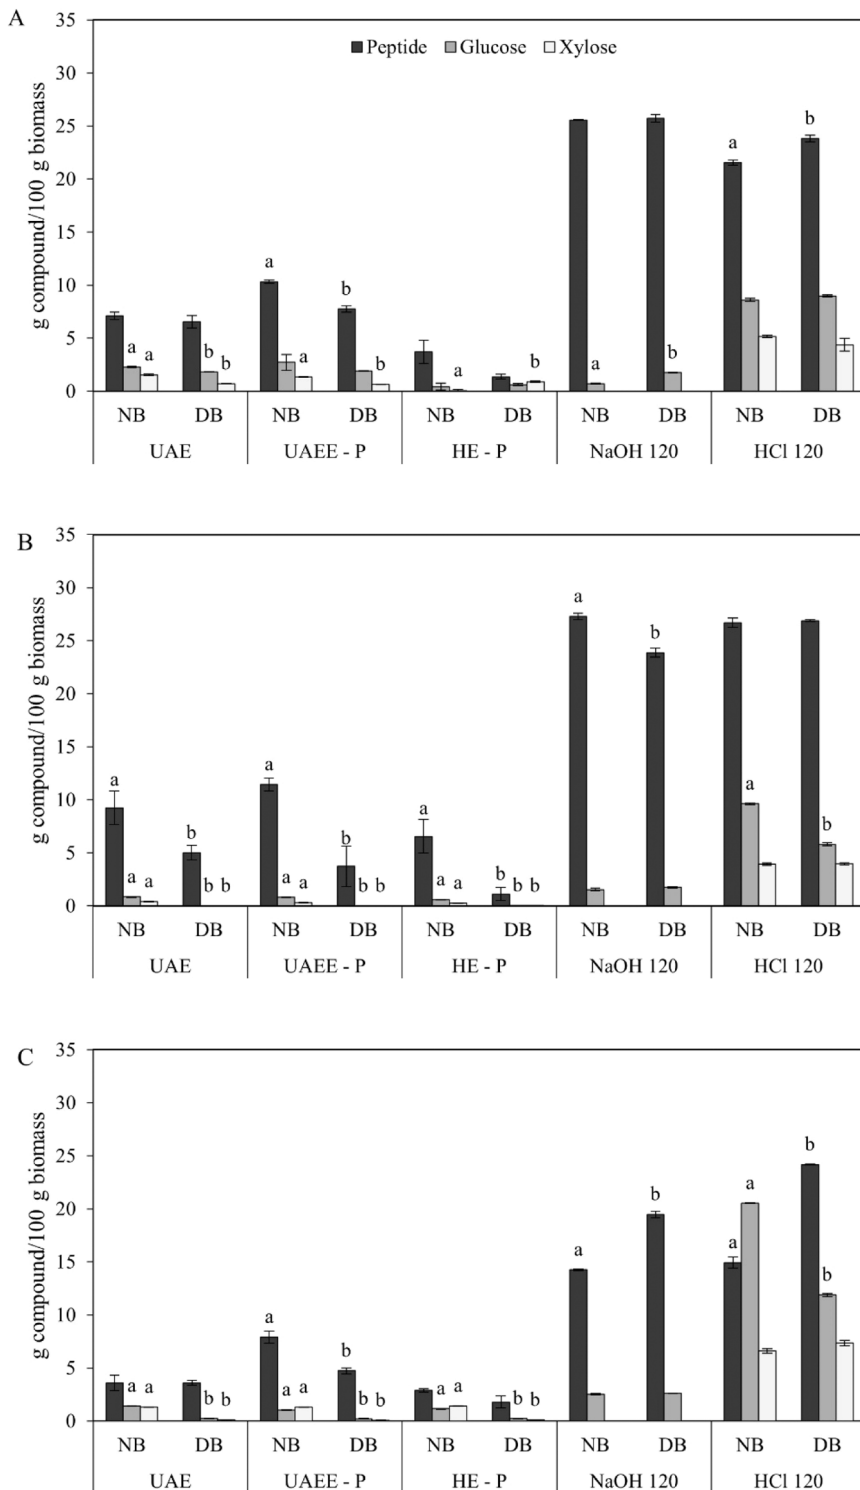 A
35
Peptide Glucose Xylose
30
25
20
15
10
5
0
g compound/100 g biomass
a b
a
b
a a b b
a b
a b
a b
NB DB NB DB NB DB NB DB NB DB
UAE UAEE - P HE - P NaOH 120 HCl 120
B
35
30
25
20
15
10
5
0
g compound/100 g biomass
a
b
a b a b a b
a a b b a a b b a a b b
a b
NB DB NB DB NB DB NB DB NB DB
UAE UAEE - P HE - P NaOH 120 HCl 120
C
35
30
25
20
15
10
5
0
g compound/100 g biomass
a b
a a b
a b b
a a b b a a b b a a b b
NB DB NB DB NB DB NB DB NB DB
UAE UAEE - P HE - P NaOH 120 HCl 120